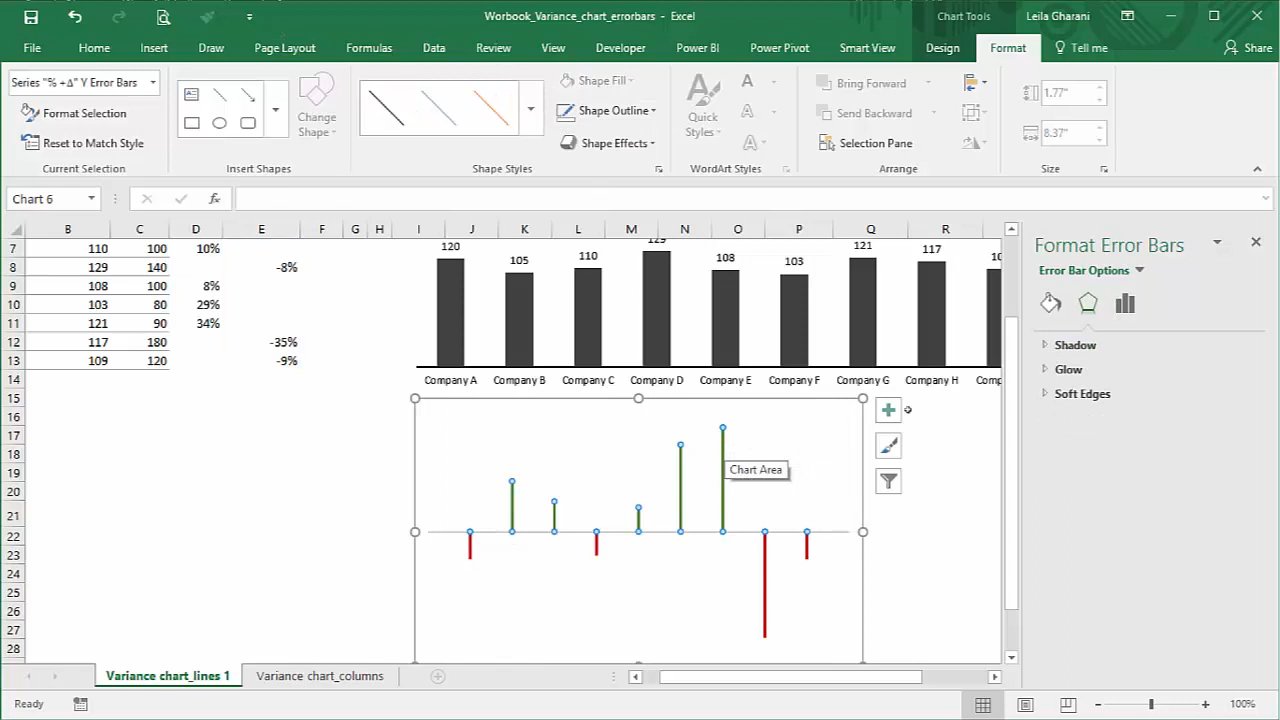 Worbook_Variance_chart_errorbars - Excel
Chart Tools
Leila Gharani
File Home Insert Draw Page Layout Formulas Data Review View Developer Power BI Power Pivot Smart View Design Format Tell me Share
Series "% +Δ" Y Error Bars
Format Selection
Reset to Match Style
Current Selection
Change
Shape
Insert Shapes
Shape Fill
Shape Outline
Shape Effects
Shape Styles
Quick
Styles
WordArt Styles
Bring Forward
Send Backward
Selection Pane
Arrange
1.77"
8.37"
Size
Chart 6
fx
B C D E F G H I J K L M N O P Q R
7 110 100 10%
8 129 140 -8%
9 108 100 8%
10 103 80 29%
11 121 90 34%
12 117 180 -35%
13 109 120 -9%
14
15
16
17
18
19
20
21
22
23
24
25
26
27
28
120 105 110 129 108 103 121 117
Company A Company B Company C Company D Company E Company F Company G Company H
Chart Area
Format Error Bars
Error Bar Options
Shadow
Glow
Soft Edges
Variance chart_lines 1 Variance chart_columns
Ready
100%